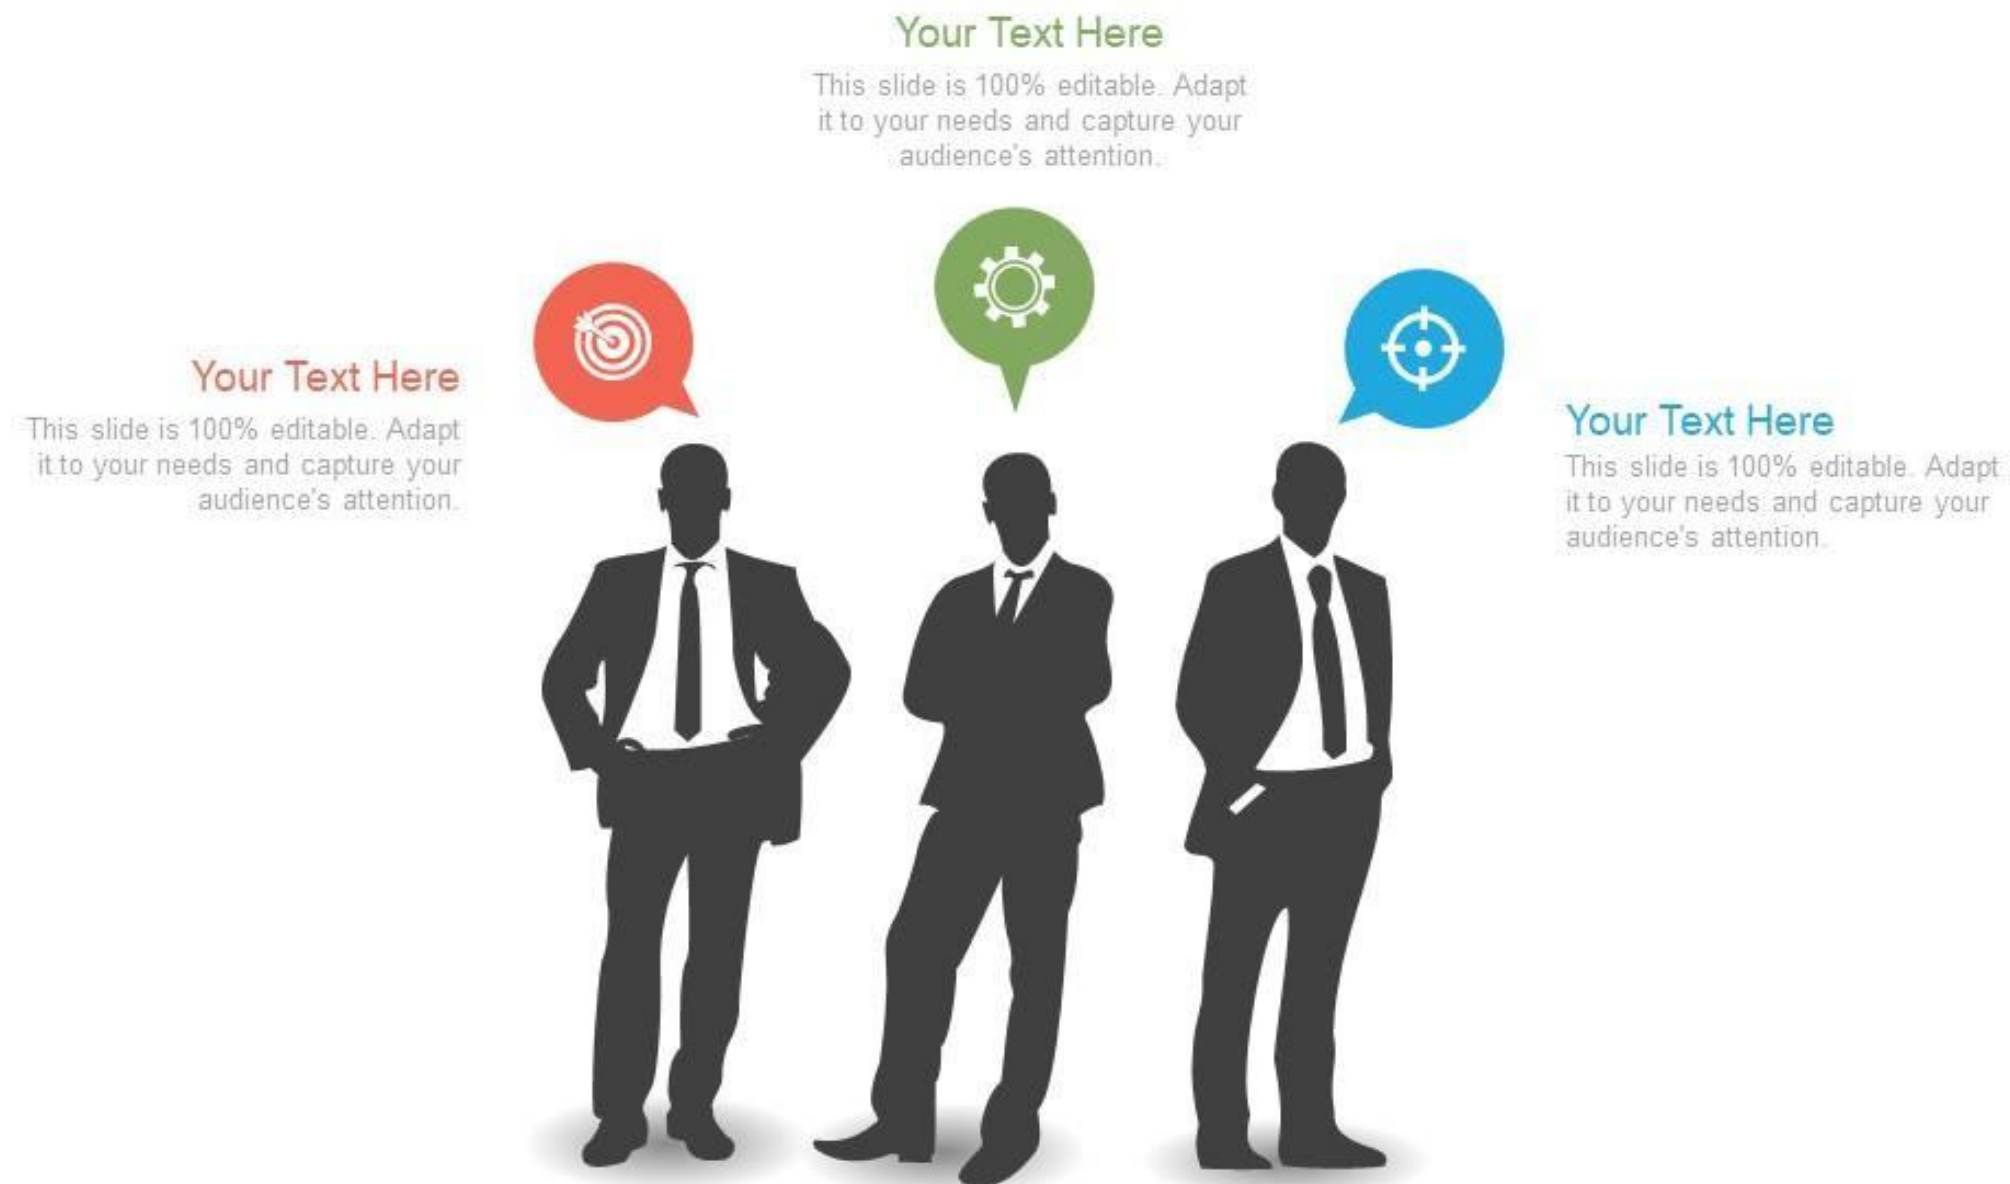 Your Text Here
This slide is 100% editable. Adapt
it to your needs and capture your
audience's attention.
Your Text Here
This slide is 100% editable. Adapt
it to your needs and capture your
audience's attention.
Your Text Here
This slide is 100% editable. Adapt
it to your needs and capture your
audience's attention.